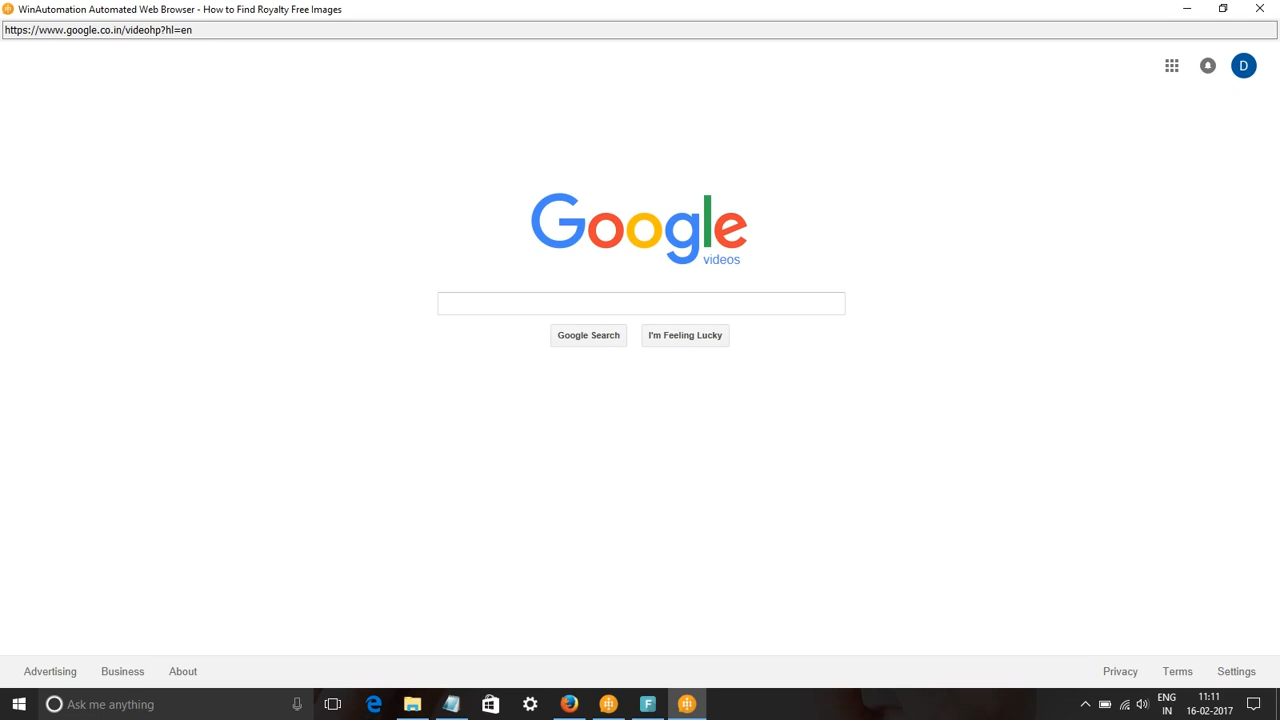 WinAutomation Automated Web Browser - How to Find Royalty Free Images
https://www.google.co.in/videohp?hl=en
D
Google
videos
Google Search
I'm Feeling Lucky
Advertising
Business
About
Privacy
Terms
Settings
Ask me anything
F
ENG
IN
11:11
16-02-2017